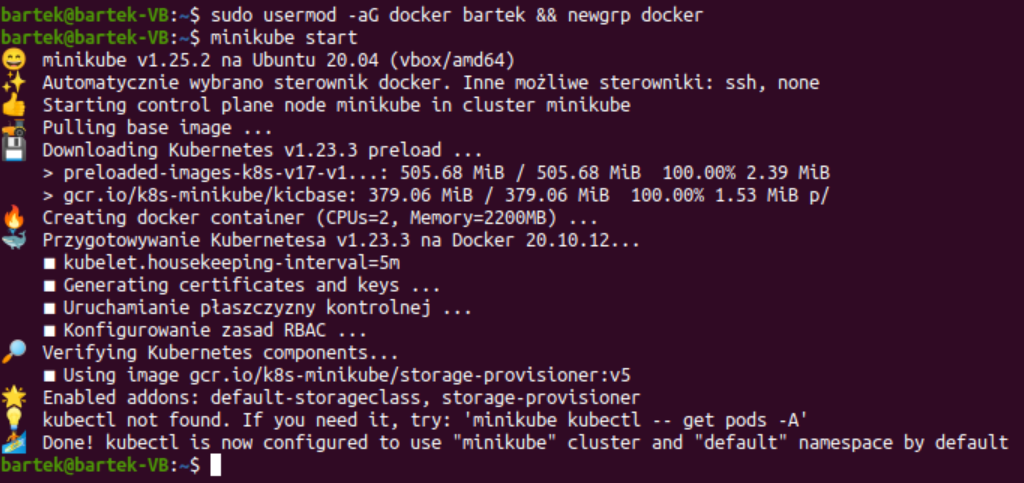 bartek@bartek-VB:~$ sudo usermod -aG docker bartek && newgrp docker
bartek@bartek-VB:~$ minikube start
😄 minikube v1.25.2 na Ubuntu 20.04 (vbox/amd64)
✨ Automatycznie wybrano sterownik docker. Inne możliwe sterowniki: ssh, none
👍 Starting control plane node minikube in cluster minikube
🚜 Pulling base image ...
💾 Downloading Kubernetes v1.23.3 preload ...
> preloaded-images-k8s-v17-v1...: 505.68 MiB / 505.68 MiB 100.00% 2.39 MiB
> gcr.io/k8s-minikube/kicbase: 379.06 MiB / 379.06 MiB 100.00% 1.53 MiB p/
🔥 Creating docker container (CPUs=2, Memory=2200MB) ...
🐳 Przygotowywanie Kubernetesa v1.23.3 na Docker 20.10.12...
■ kubelet.housekeeping-interval=5m
■ Generating certificates and keys ...
■ Uruchamianie płaszczyzny kontrolnej ...
■ Konfigurowanie zasad RBAC ...
🔎 Verifying Kubernetes components...
■ Using image gcr.io/k8s-minikube/storage-provisioner:v5
🌟 Enabled addons: default-storageclass, storage-provisioner
💡 kubectl not found. If you need it, try: 'minikube kubectl -- get pods -A'
🏄 Done! kubectl is now configured to use "minikube" cluster and "default" namespace by default
bartek@bartek-VB:~$